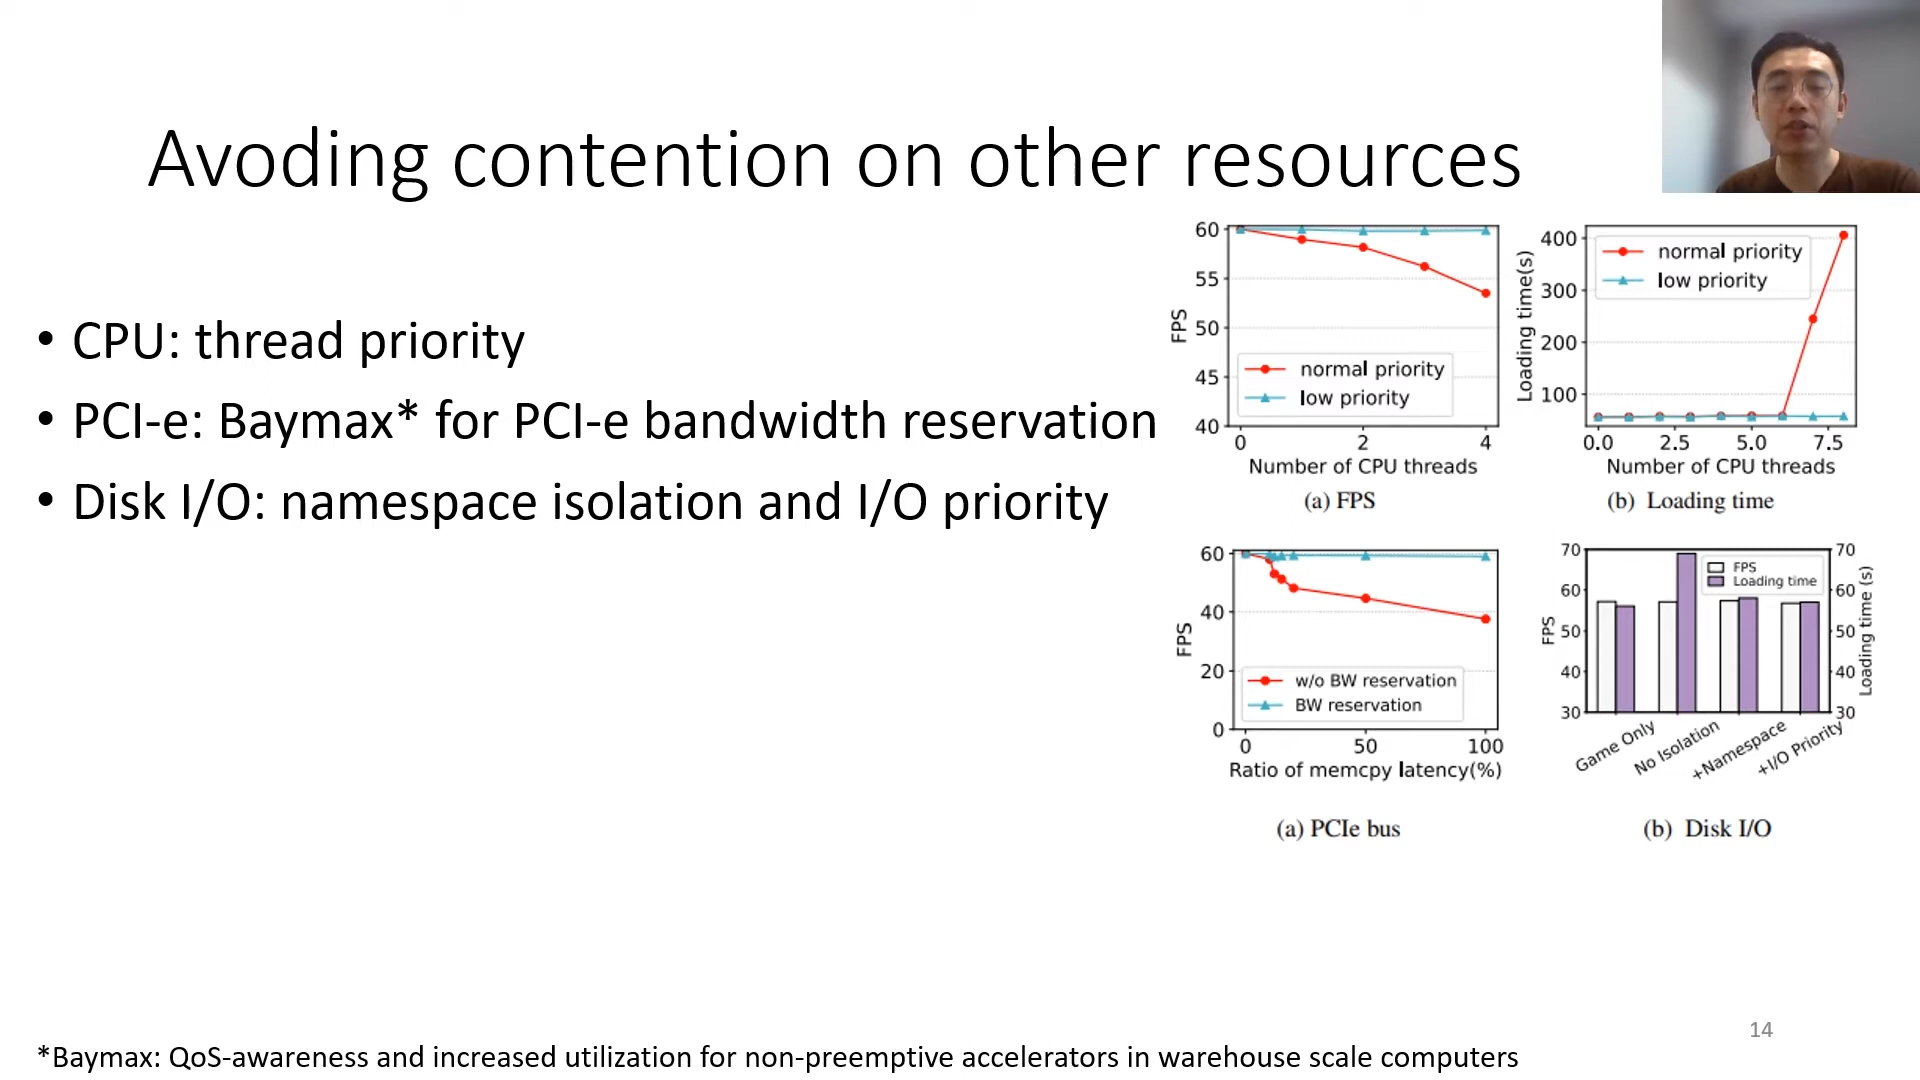 Avoding contention on other resources
• CPU: thread priority
• PCI-e: Baymax* for PCI-e bandwidth reservation
• Disk I/O: namespace isolation and I/O priority
60
55
50
45
40
FPS
normal priority
low priority
0 2 4
Number of CPU threads
(a) FPS
400
300
200
100
Loading time(s)
normal priority
low priority
0.0 2.5 5.0 7.5
Number of CPU threads
(b) Loading time
60
40
20
0
FPS
w/o BW reservation
BW reservation
0 50 100
Ratio of memcpy latency(%)
(a) PCIe bus
70
60
50
40
30
FPS
FPS
Loading time
70
60
50
40
30
Loading time (s)
Game Only
No Isolation
+Namespace
+I/O Priority
(b) Disk I/O
14
*Baymax: QoS-awareness and increased utilization for non-preemptive accelerators in warehouse scale computers